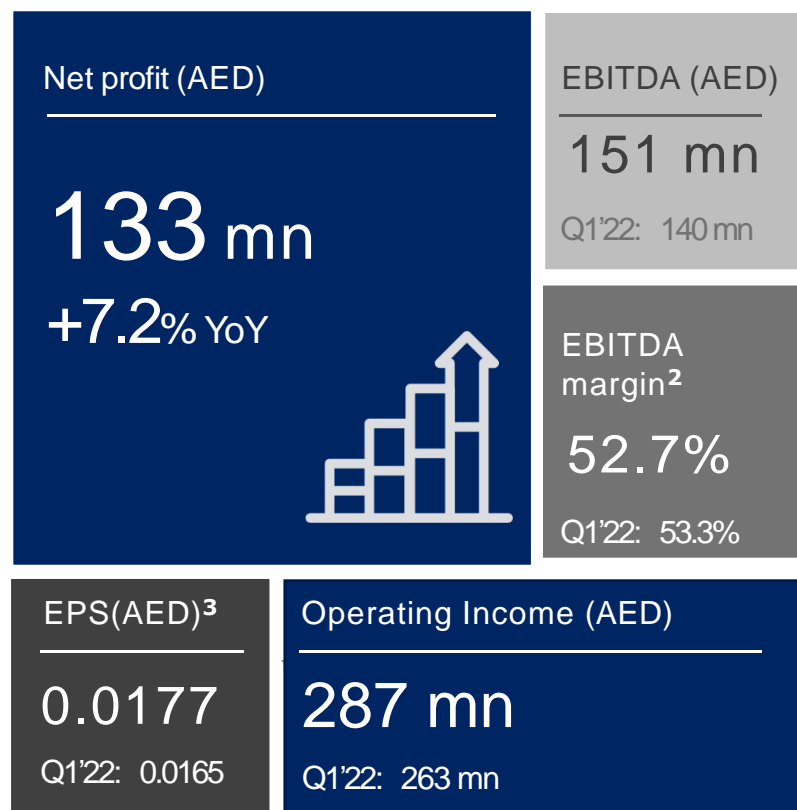 Net profit (AED)
133 mn
+7.2% YoY
EBITDA (AED)
151 mn
Q1'22: 140 mn
EBITDA
margin²
52.7%
Q1'22: 53.3%
EPS(AED)³
0.0177
Q1'22: 0.0165
Operating Income (AED)
287 mn
Q1'22: 263 mn